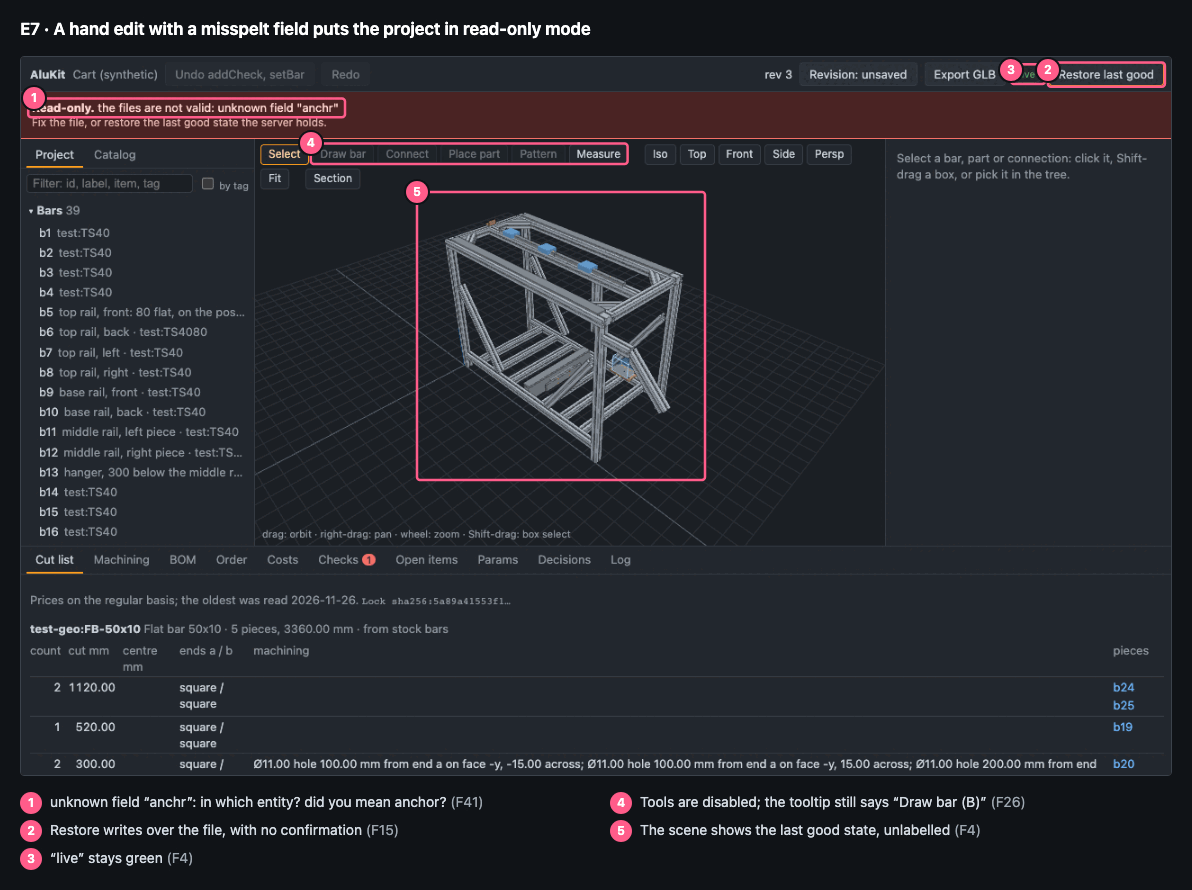 E7 · A hand edit with a misspelt field puts the project in read-only mode
AluKit Cart (synthetic) Undo addCheck, setBar Redo rev 3 Revision: unsaved Export GLB 3 2 Restore last good
1
Read-only. the files are not valid: unknown field "anchr"
Fix the file, or restore the last good state the server holds.
4
Project Catalog
Select Draw bar Connect Place part Pattern Measure Iso Top Front Side Persp
Fit Section
Select a bar, part or connection: click it, Shift-
drag a box, or pick it in the tree.
Filter: id, label, item, tag by tag
5
Bars 39
b1 test:TS40
b2 test:TS40
b3 test:TS40
b4 test:TS40
b5 top rail, front: 80 flat, on the pos...
b6 top rail, back · test:TS4080
b7 top rail, left · test:TS40
b8 top rail, right · test:TS40
b9 base rail, front · test:TS40
b10 base rail, back · test:TS40
b11 middle rail, left piece · test:TS40
b12 middle rail, right piece · test:TS...
b13 hanger, 300 below the middle r...
b14 test:TS40
b15 test:TS40
b16 test:TS40
drag: orbit · right-drag: pan · wheel: zoom · Shift-drag: box select
Cut list Machining BOM Order Costs Checks 1 Open items Params Decisions Log
Prices on the regular basis; the oldest was read 2026-11-26. Lock sha256:5a89a41553f1…
test-geo:FB-50x10 Flat bar 50x10 · 5 pieces, 3360.00 mm · from stock bars
count cut mm centre mm ends a / b machining pieces
2 1120.00 square / square b24 b25
1 520.00 square / square b19
2 300.00 square / Ø11.00 hole 100.00 mm from end a on face -y, -15.00 across; Ø11.00 hole 100.00 mm from end a on face -y, 15.00 across; Ø11.00 hole 200.00 mm from end b20
1 unknown field “anchr”: in which entity? did you mean anchor? (F41)
2 Restore writes over the file, with no confirmation (F15)
3 “live” stays green (F4)
4 Tools are disabled; the tooltip still says “Draw bar (B)” (F26)
5 The scene shows the last good state, unlabelled (F4)